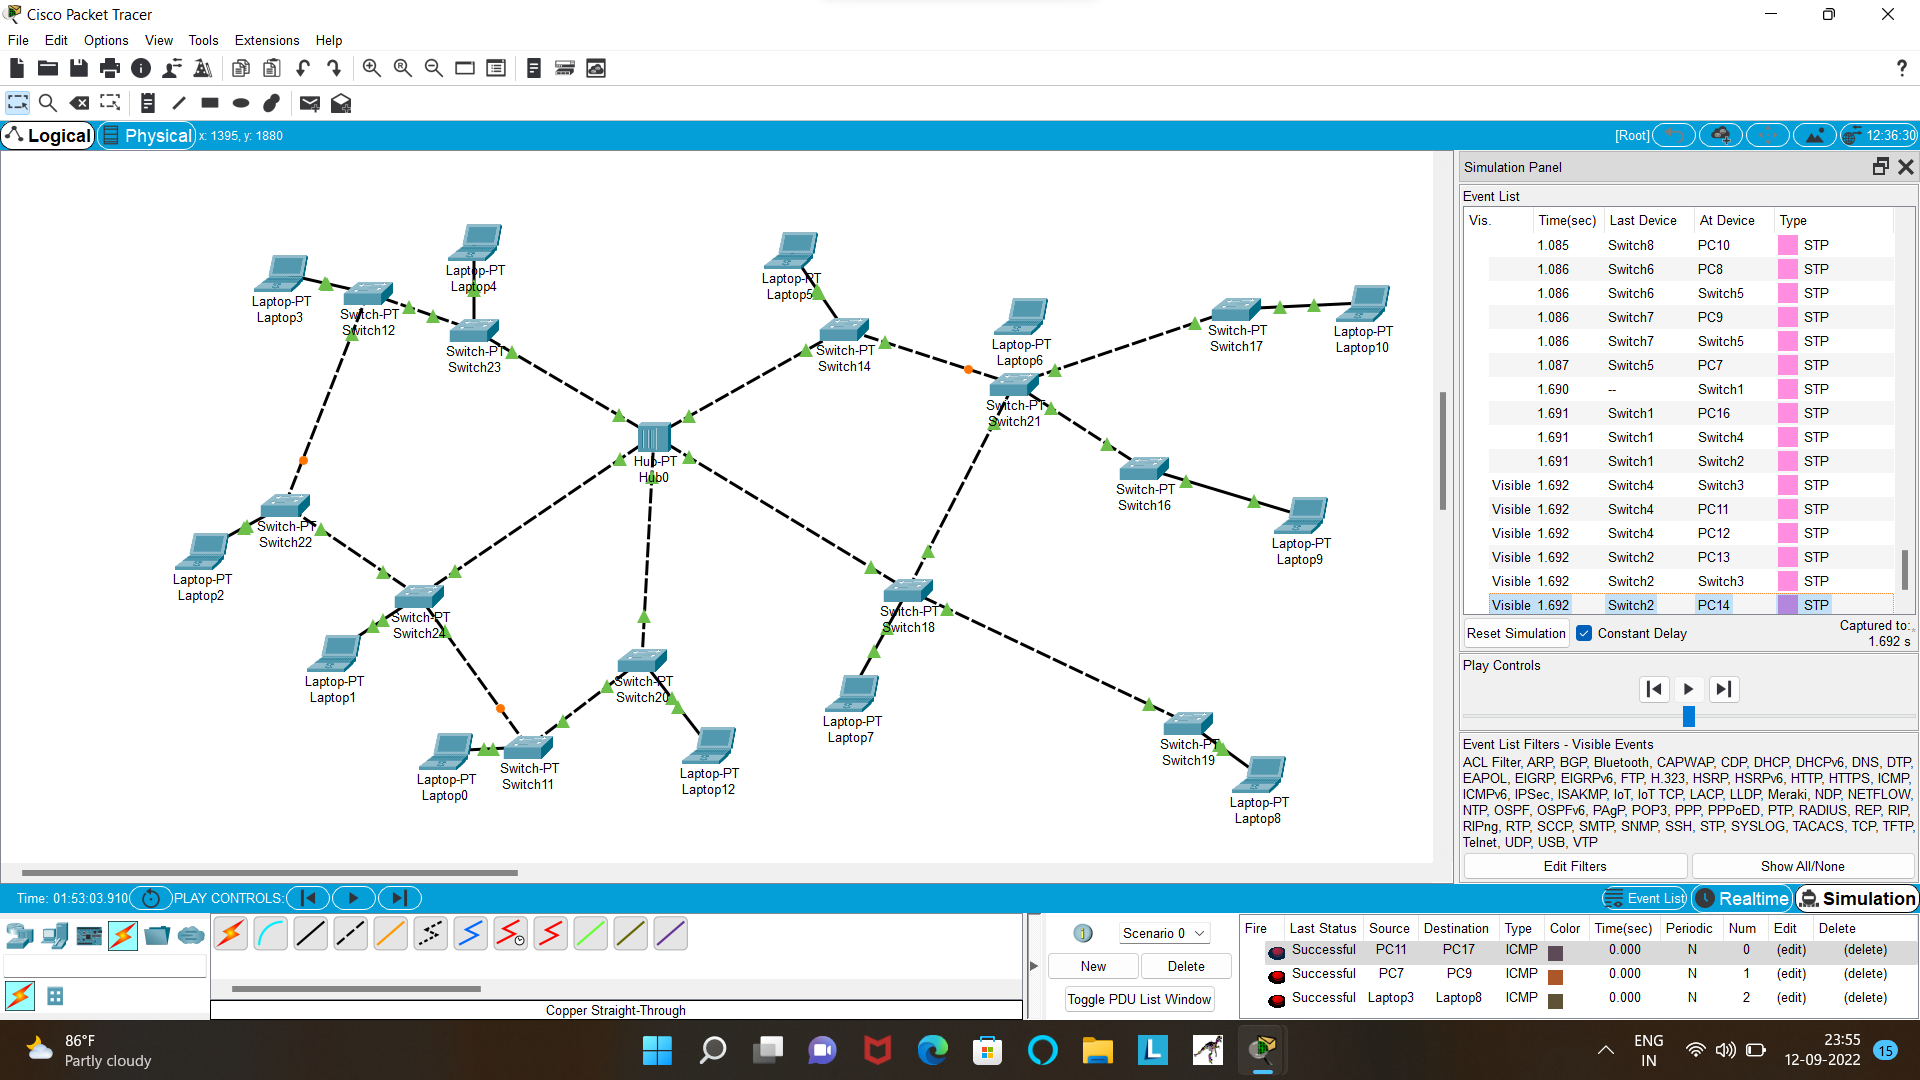 Cisco Packet Tracer
File Edit Options View Tools Extensions Help
?
Logical Physical x: 1395, y: 1880
[Root] 12:36:30
Laptop-PT
Laptop3
Switch-PT
Switch12
Laptop-PT
Laptop4
Switch-PT
Switch23
Laptop-PT
Laptop5
Switch-PT
Switch14
Laptop-PT
Laptop6
Switch-PT
Switch21
Switch-PT
Switch17
Laptop-PT
Laptop10
Hub-PT
Hub0
Switch-PT
Switch16
Laptop-PT
Laptop9
Switch-PT
Switch22
Laptop-PT
Laptop2
Switch-PT
Switch24
Laptop-PT
Laptop1
Switch-PT
Switch18
Switch-PT
Switch20
Laptop-PT
Laptop7
Switch-PT
Switch19
Laptop-PT
Laptop0
Switch-PT
Switch11
Laptop-PT
Laptop12
Laptop-PT
Laptop8
Simulation Panel
Event List
Vis. Time(sec) Last Device At Device Type
1.085 Switch8 PC10 STP
1.086 Switch6 PC8 STP
1.086 Switch6 Switch5 STP
1.086 Switch7 PC9 STP
1.086 Switch7 Switch5 STP
1.087 Switch5 PC7 STP
1.690 -- Switch1 STP
1.691 Switch1 PC16 STP
1.691 Switch1 Switch4 STP
1.691 Switch1 Switch2 STP
Visible 1.692 Switch4 Switch3 STP
Visible 1.692 Switch4 PC11 STP
Visible 1.692 Switch4 PC12 STP
Visible 1.692 Switch2 PC13 STP
Visible 1.692 Switch2 Switch3 STP
Visible 1.692 Switch2 PC14 STP
Reset Simulation Constant Delay Captured to:
1.692 s
Play Controls
Event List Filters - Visible Events
ACL Filter, ARP, BGP, Bluetooth, CAPWAP, CDP, DHCP, DHCPv6, DNS, DTP,
EAPOL, EIGRP, EIGRPv6, FTP, H.323, HSRP, HSRPv6, HTTP, HTTPS, ICMP,
ICMPv6, IPSec, ISAKMP, IoT, IoT TCP, LACP, LLDP, Meraki, NDP, NETFLOW,
NTP, OSPF, OSPFv6, PAgP, POP3, PPP, PPPoED, PTP, RADIUS, REP, RIP,
RIPng, RTP, SCCP, SMTP, SNMP, SSH, STP, SYSLOG, TACACS, TCP, TFTP,
Telnet, UDP, USB, VTP
Edit Filters Show All/None
Time: 01:53:03.910 PLAY CONTROLS: Event List Realtime Simulation
Copper Straight-Through
Scenario 0
New Delete
Toggle PDU List Window
Fire Last Status Source Destination Type Color Time(sec) Periodic Num Edit Delete
Successful PC11 PC17 ICMP 0.000 N 0 (edit) (delete)
Successful PC7 PC9 ICMP 0.000 N 1 (edit) (delete)
Successful Laptop3 Laptop8 ICMP 0.000 N 2 (edit) (delete)
86°F
Partly cloudy
ENG
IN
23:55
12-09-2022
15